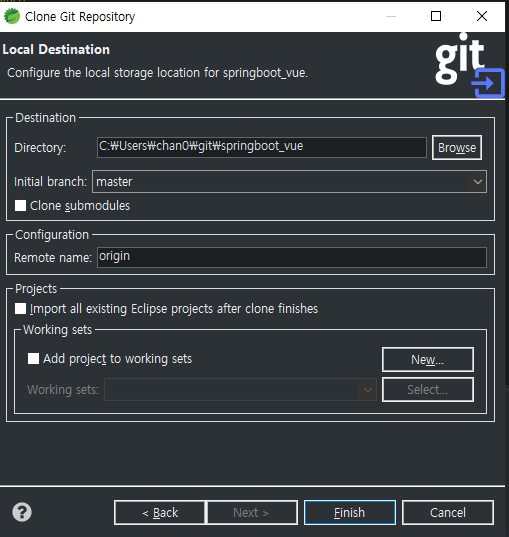 Clone Git Repository
Local Destination
Configure the local storage location for springboot_vue.
git
Destination
Directory: C:₩Users₩chan0₩git₩springboot_vue Browse
Initial branch: master
Clone submodules
Configuration
Remote name: origin
Projects
Import all existing Eclipse projects after clone finishes
Working sets
Add project to working sets New...
Working sets: Select...
? < Back Next > Finish Cancel